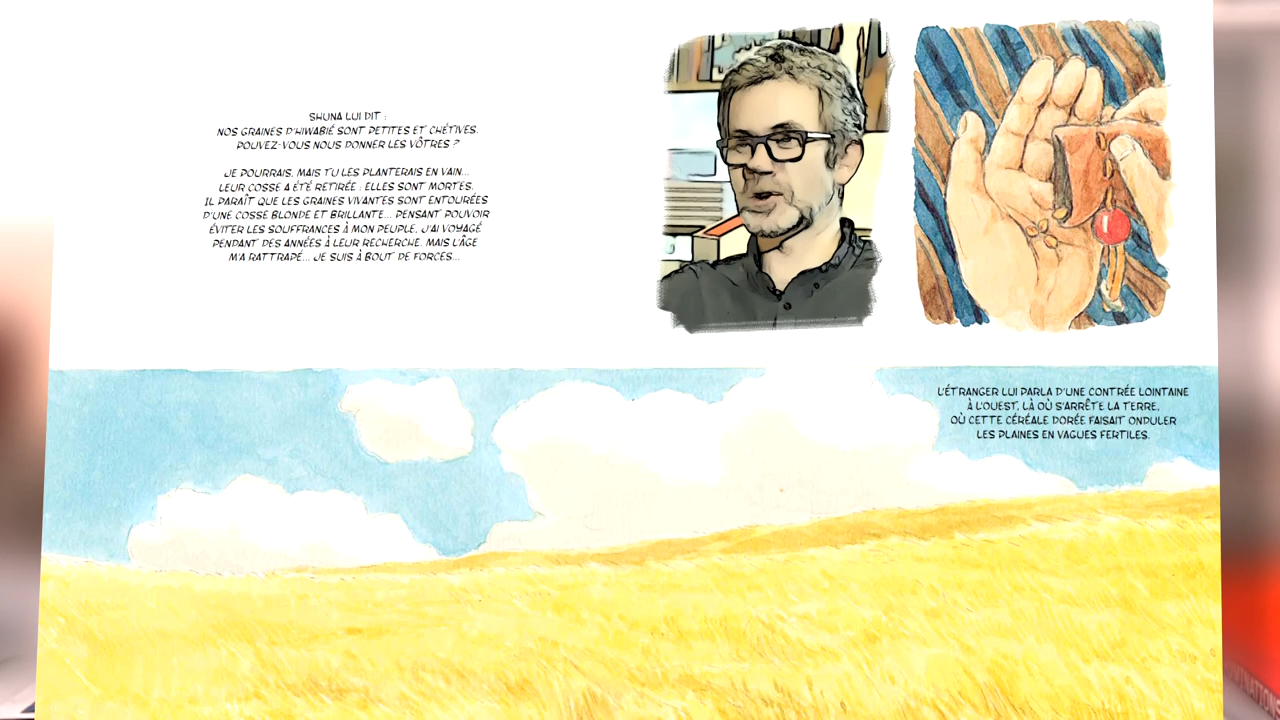 SHUNA LUI DIT :
NOS GRAINES D'HIWABIÉ SONT PETITES ET CHÉTIVES.
POUVEZ-VOUS NOUS DONNER LES VÔTRES ?
JE POURRAIS, MAIS TU LES PLANTERAIS EN VAIN...
LEUR COSSE A ÉTÉ RETIRÉE : ELLES SONT MORTES.
IL PARAÎT QUE LES GRAINES VIVANTES SONT ENTOURÉES
D'UNE COSSE BLONDE ET BRILLANTE... PENSANT POUVOIR
ÉVITER LES SOUFFRANCES À MON PEUPLE, J'AI VOYAGÉ
PENDANT DES ANNÉES À LEUR RECHERCHE. MAIS L'ÂGE
M'A RATTRAPÉ... JE SUIS À BOUT DE FORCES...
L'ÉTRANGER LUI PARLA D'UNE CONTRÉE LOINTAINE
À L'OUEST, LÀ OÙ S'ARRÊTE LA TERRE,
OÙ CETTE CÉRÉALE DORÉE FAISAIT ONDULER
LES PLAINES EN VAGUES FERTILES.